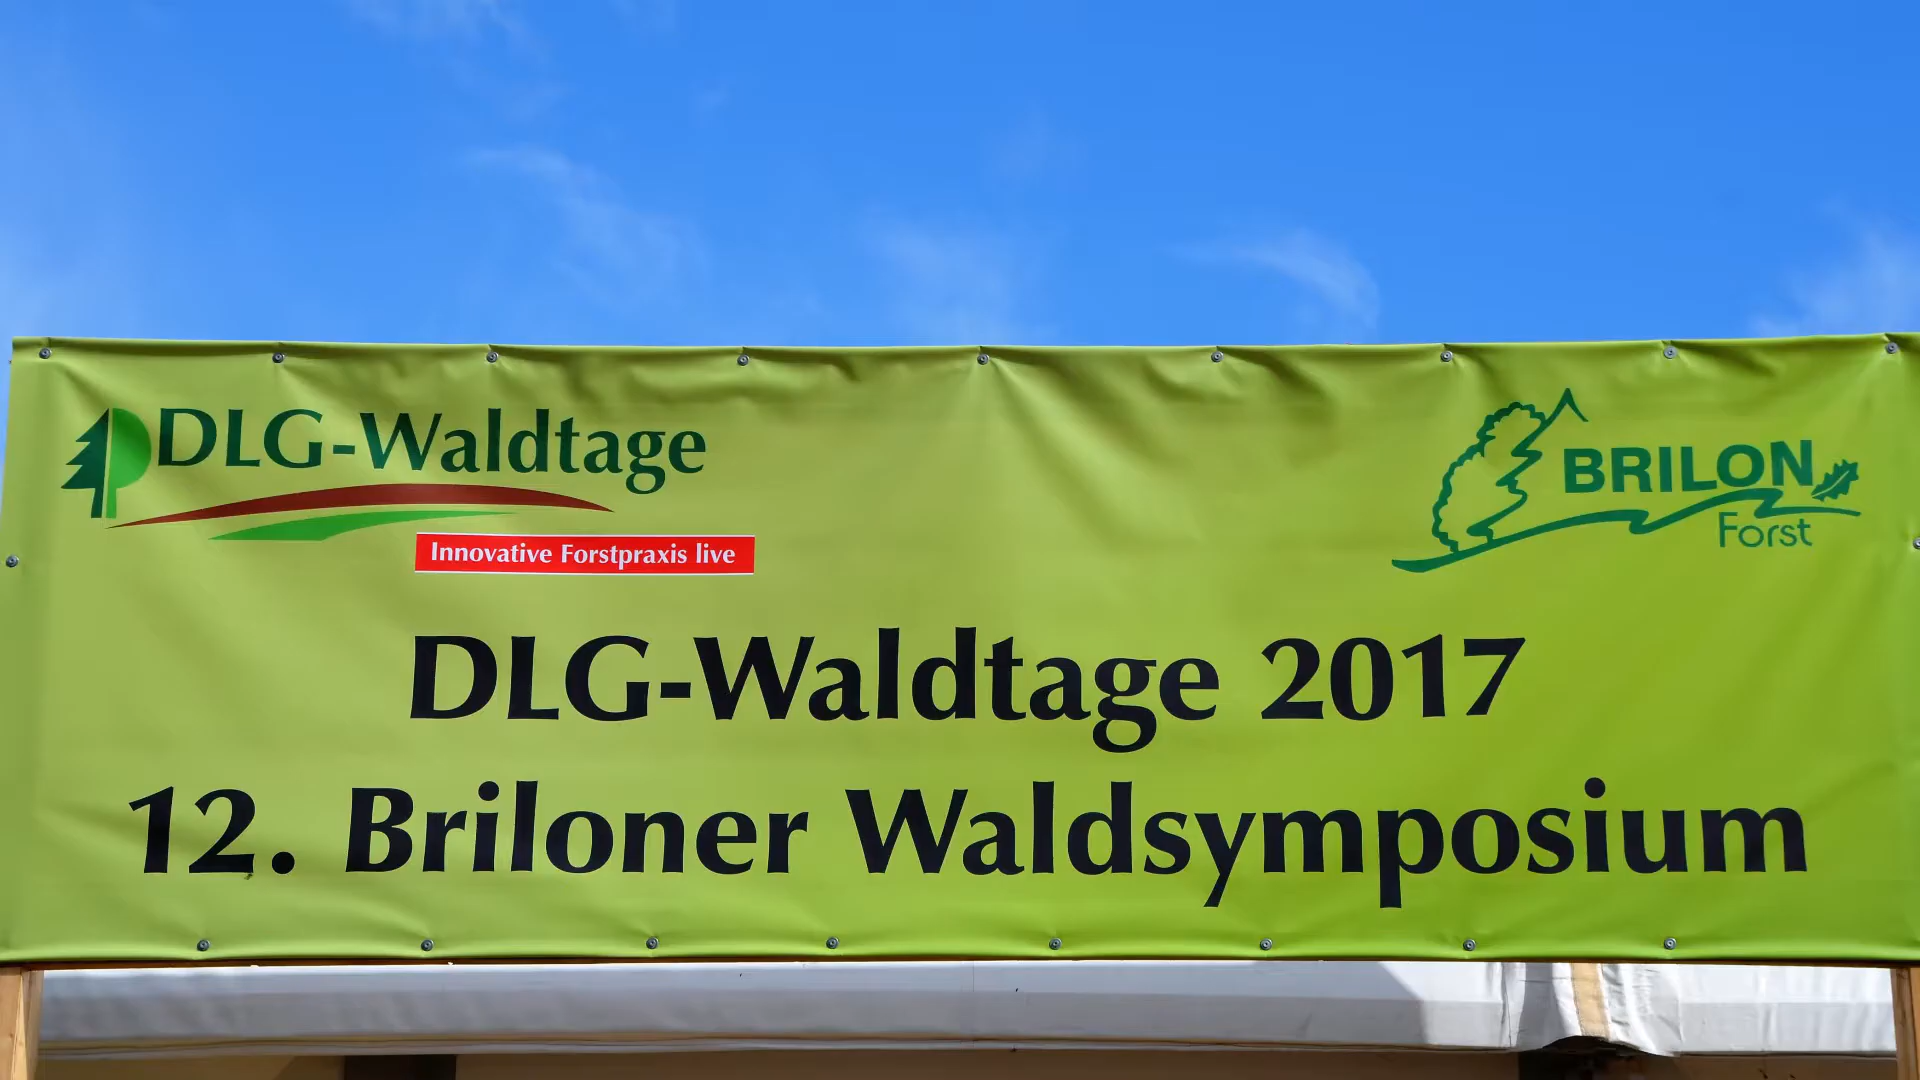 DLG-Waldtage
Innovative Forstpraxis live
BRILON
Forst
DLG-Waldtage 2017
12. Briloner Waldsymposium